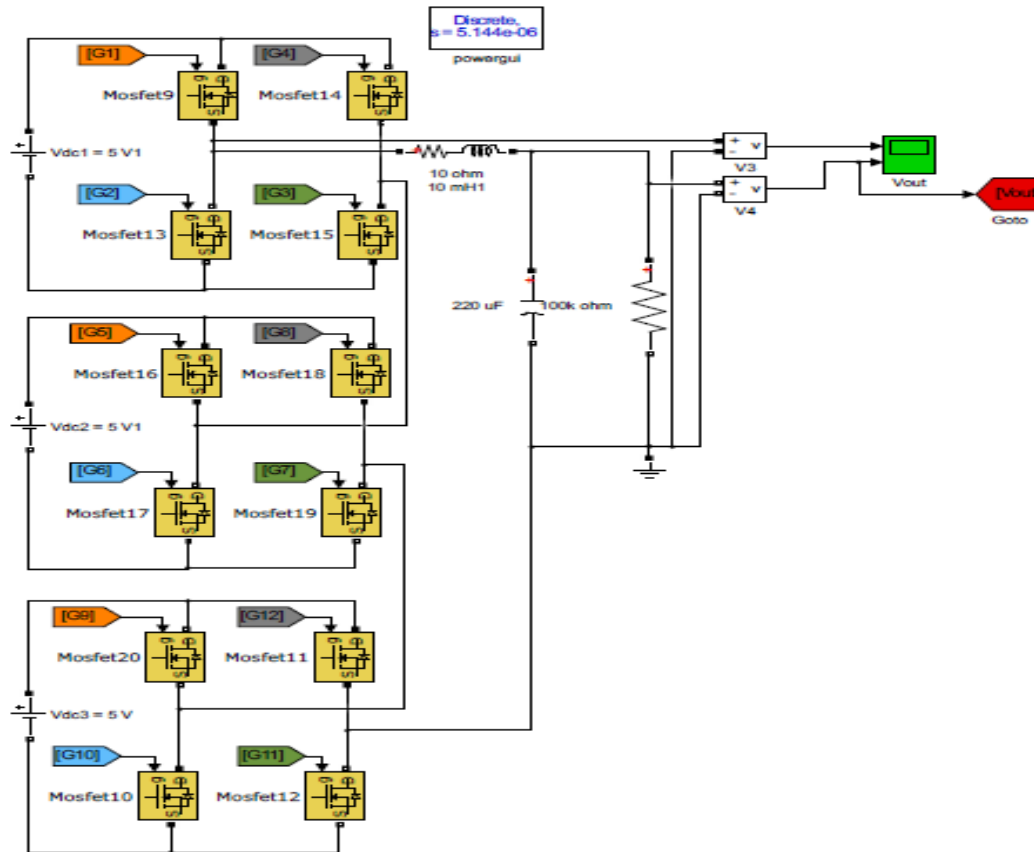 Discrete,
s = 5.144e-06
powergui
[G1]
[G4]
Mosfet9
Mosfet14
Vdc1 = 5 V1
10 ohm
10 mH1
+
-
v
V3
+
-
v
V4
Vout
[Vout
Goto
[G2]
[G3]
Mosfet13
Mosfet15
220 uF
100k ohm
[G5]
[G8]
Mosfet16
Mosfet18
Vdc2 = 5 V1
[G6]
[G7]
Mosfet17
Mosfet19
[G9]
[G12]
Mosfet20
Mosfet11
Vdc3 = 5 V
[G10]
[G11]
Mosfet10
Mosfet12